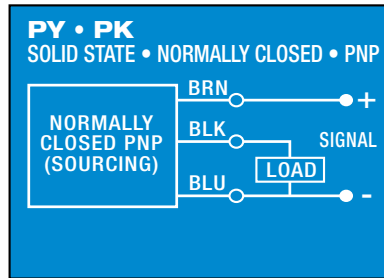 PY • PK
SOLID STATE • NORMALLY CLOSED • PNP
BRN
+
NORMALLY
CLOSED PNP
(SOURCING)
BLK
SIGNAL
LOAD
BLU
-